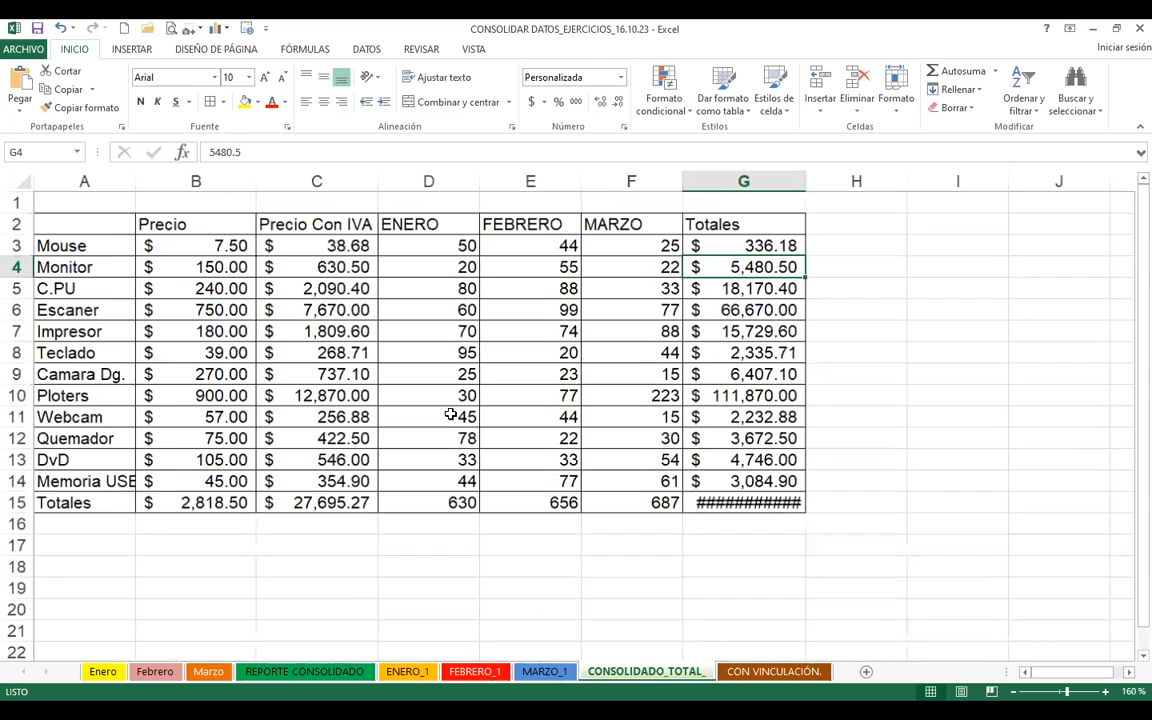 CONSOLIDAR DATOS_EJERCICIOS_16.10.23 - Excel
?
ARCHIVO INICIO INSERTAR DISEÑO DE PÁGINA FÓRMULAS DATOS REVISAR VISTA Iniciar sesión
Pegar
Cortar
Copiar
Copiar formato
Portapapeles
Arial 10
N K S
Fuente
Ajustar texto
Combinar y centrar
Alineación
Personalizada
$ % 000
Número
Formato condicional
Dar formato como tabla
Estilos de celda
Estilos
Insertar Eliminar Formato
Celdas
Autosuma
Rellenar
Borrar
Ordenar y filtrar
Buscar y seleccionar
Modificar
G4 fx 5480.5
A B C D E F G H I J
1
2 Precio Precio Con IVA ENERO FEBRERO MARZO Totales
3 Mouse $ 7.50 $ 38.68 50 44 25 $ 336.18
4 Monitor $ 150.00 $ 630.50 20 55 22 $ 5,480.50
5 C.PU $ 240.00 $ 2,090.40 80 88 33 $ 18,170.40
6 Escaner $ 750.00 $ 7,670.00 60 99 77 $ 66,670.00
7 Impresor $ 180.00 $ 1,809.60 70 74 88 $ 15,729.60
8 Teclado $ 39.00 $ 268.71 95 20 44 $ 2,335.71
9 Camara Dg. $ 270.00 $ 737.10 25 23 15 $ 6,407.10
10 Ploters $ 900.00 $ 12,870.00 30 77 223 $ 111,870.00
11 Webcam $ 57.00 $ 256.88 45 44 15 $ 2,232.88
12 Quemador $ 75.00 $ 422.50 78 22 30 $ 3,672.50
13 DvD $ 105.00 $ 546.00 33 33 54 $ 4,746.00
14 Memoria USB $ 45.00 $ 354.90 44 77 61 $ 3,084.90
15 Totales $ 2,818.50 $ 27,695.27 630 656 687 ###########
16
17
18
19
20
21
22
Enero Febrero Marzo REPORTE CONSOLIDADO ENERO_1 FEBRERO_1 MARZO_1 CONSOLIDADO_TOTAL_ CON VINCULACIÓN.
LISTO 160 %